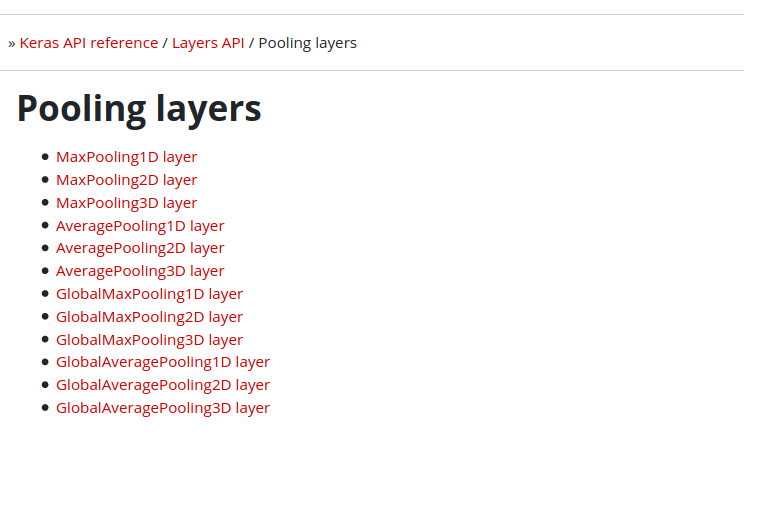 » Keras API reference / Layers API / Pooling layers
Pooling layers
MaxPooling1D layer
MaxPooling2D layer
MaxPooling3D layer
AveragePooling1D layer
AveragePooling2D layer
AveragePooling3D layer
GlobalMaxPooling1D layer
GlobalMaxPooling2D layer
GlobalMaxPooling3D layer
GlobalAveragePooling1D layer
GlobalAveragePooling2D layer
GlobalAveragePooling3D layer